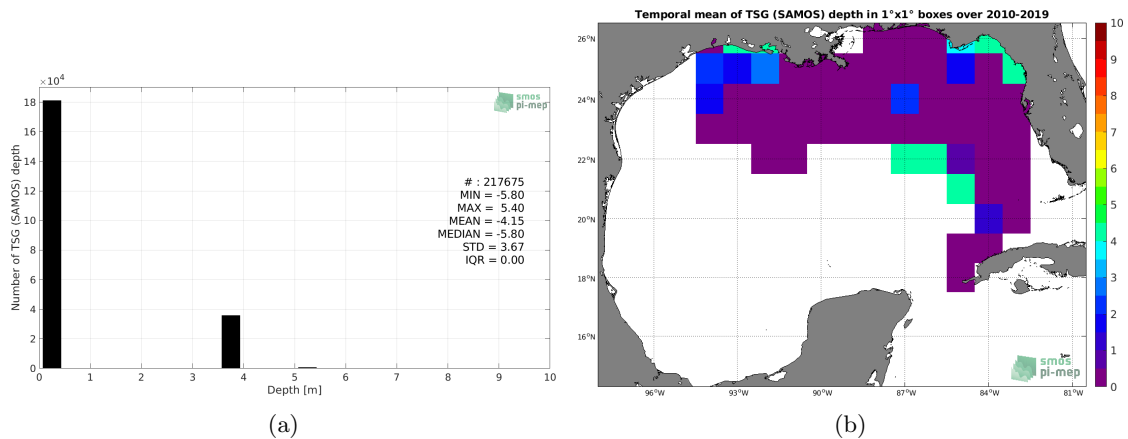 ×10⁴
18
16
14
12
10
8
6
4
2
0
Number of TSG (SAMOS) depth
smos
pi-mep
# : 217675
MIN = -5.80
MAX = 5.40
MEAN = -4.15
MEDIAN = -5.80
STD = 3.67
IQR = 0.00
0 1 2 3 4 5 6 7 8 9 10
Depth [m]
(a)
Temporal mean of TSG (SAMOS) depth in 1°x1° boxes over 2010-2019
26°N
24°N
22°N
20°N
18°N
16°N
96°W 93°W 90°W 87°W 84°W 81°W
smos
pi-mep
10
9
8
7
6
5
4
3
2
1
0
(b)